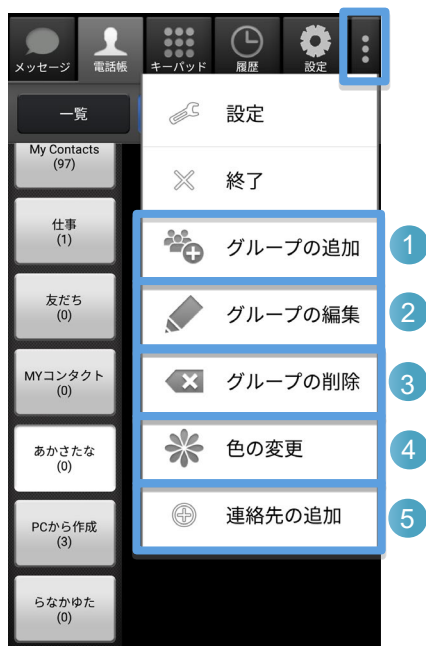 メッセージ 電話帳 キーパッド 履歴 設定
一覧
設定
My Contacts
(97)
終了
仕事
(1)
グループの追加 1
友だち
(0)
グループの編集 2
MYコンタクト
(0)
グループの削除 3
あかさたな
(0)
色の変更 4
PCから作成
(3)
連絡先の追加 5
らなかゆた
(0)